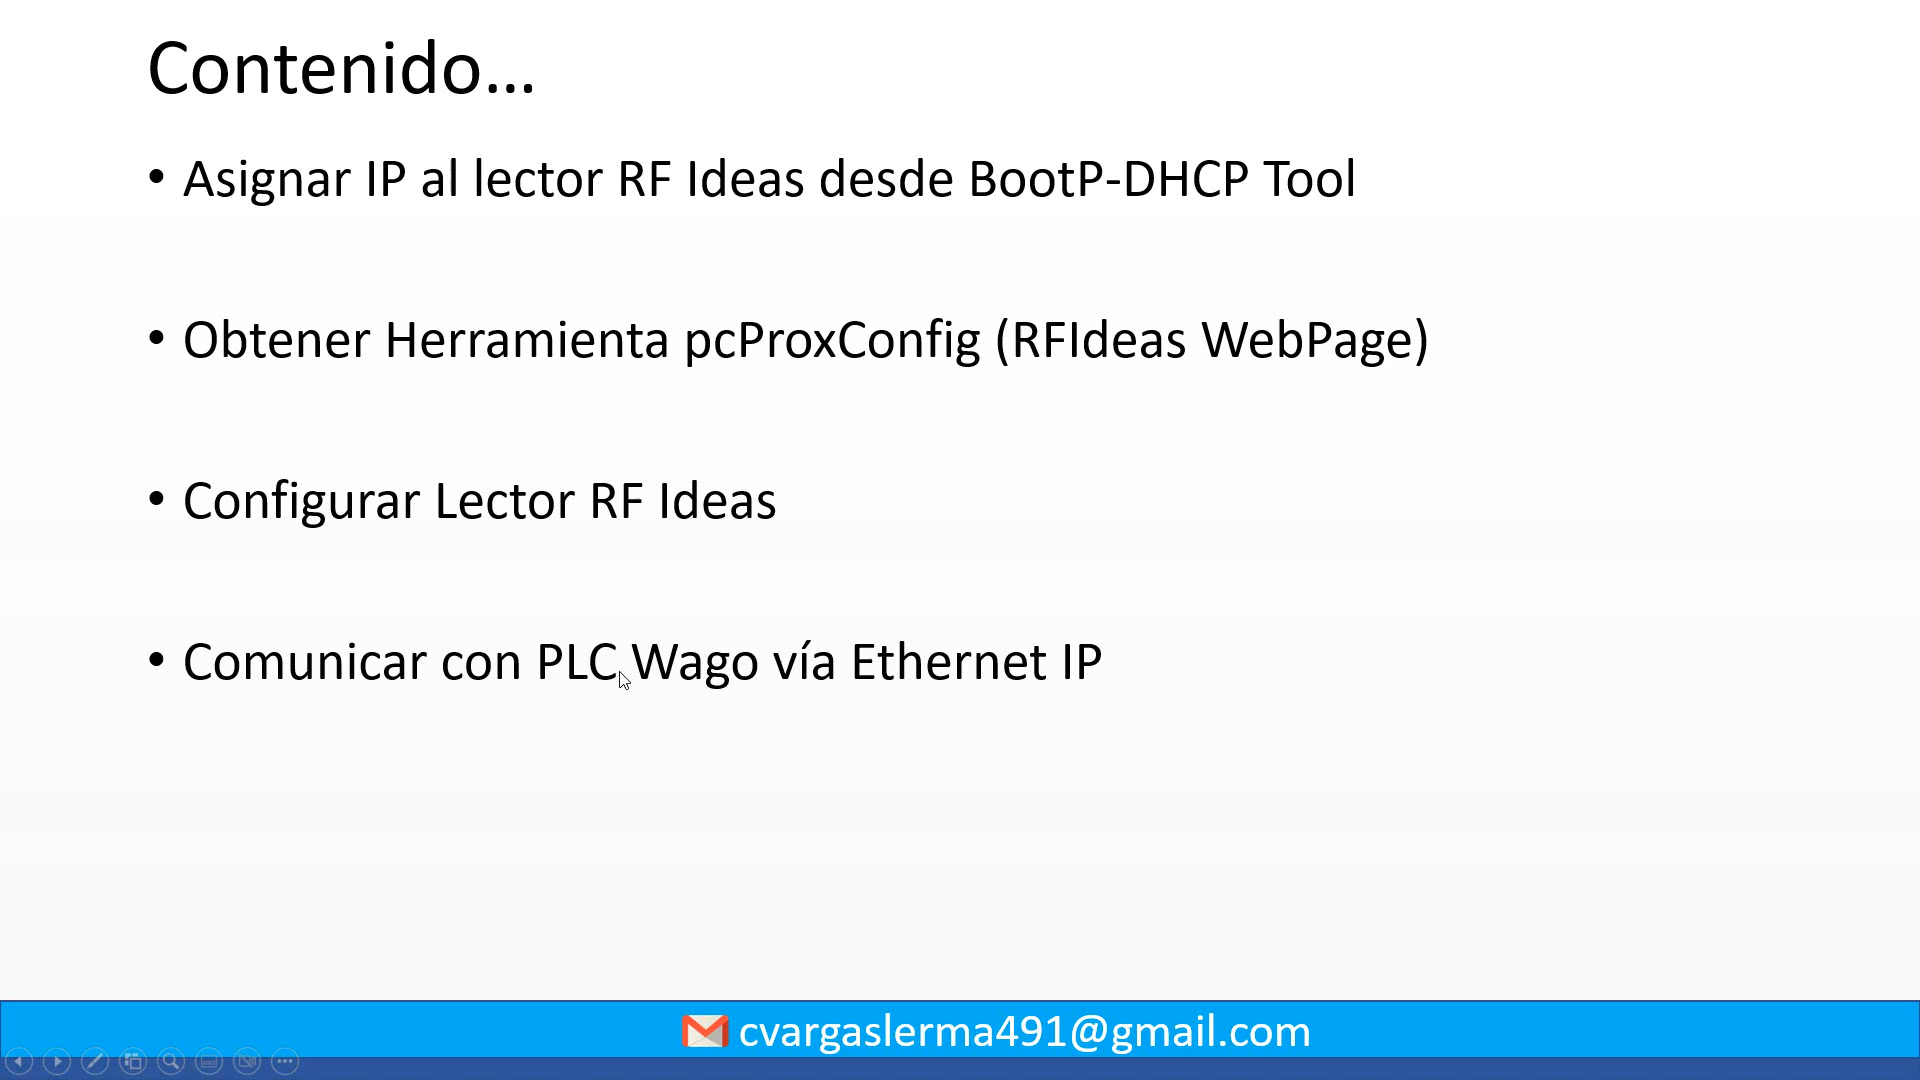 Contenido...
• Asignar IP al lector RF Ideas desde BootP-DHCP Tool
• Obtener Herramienta pcProxConfig (RFIdeas WebPage)
• Configurar Lector RF Ideas
• Comunicar con PLC Wago vía Ethernet IP
cvargaslerma491@gmail.com